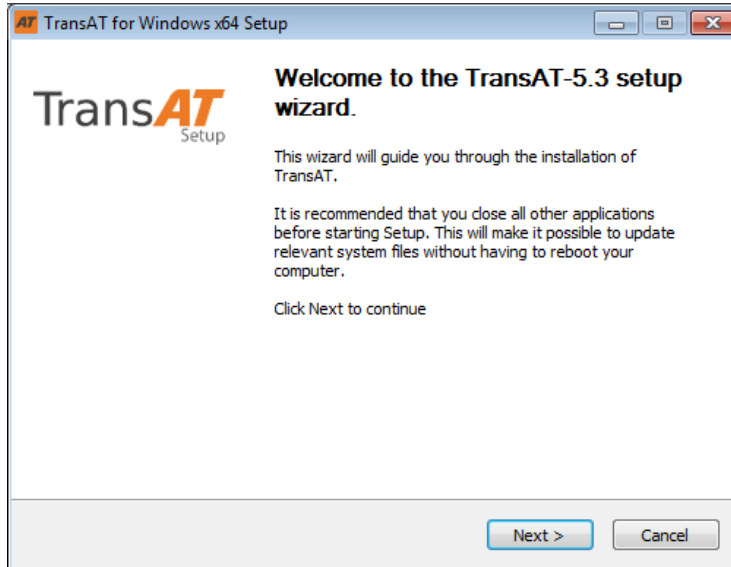 TransAT for Windows x64 Setup
TransAT
Setup
Welcome to the TransAT-5.3 setup
wizard.
This wizard will guide you through the installation of
TransAT.
It is recommended that you close all other applications
before starting Setup. This will make it possible to update
relevant system files without having to reboot your
computer.
Click Next to continue
Next >
Cancel